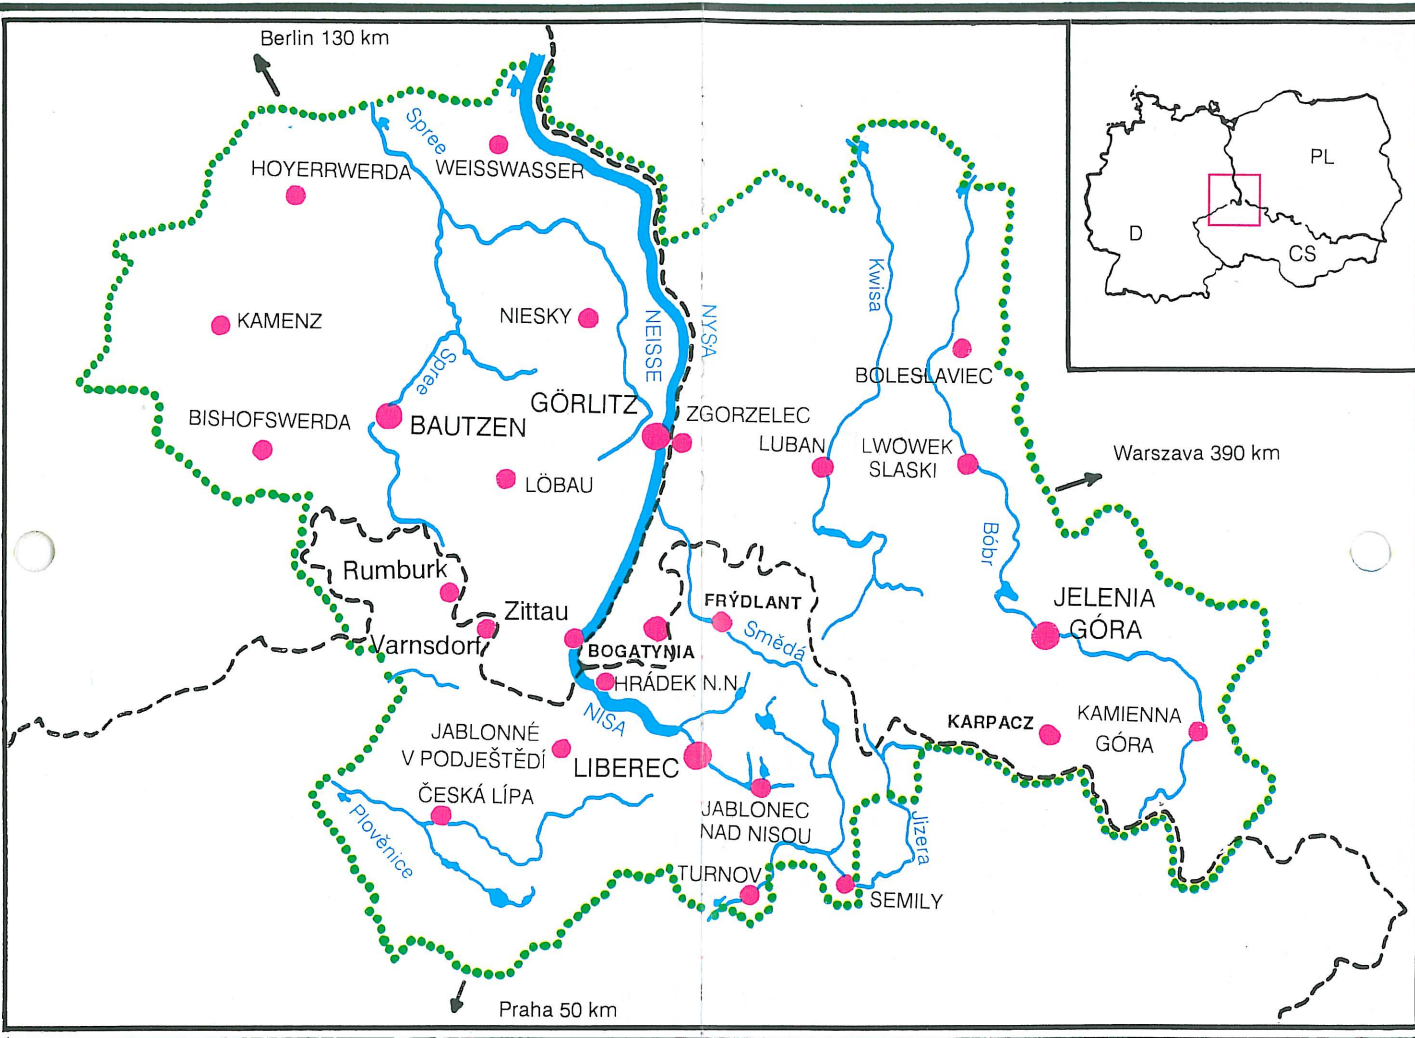 Berlin 130 km
Spree
HOYERRWERDA
WEISSWASSER
PL
D
CS
Kwisa
KAMENZ
NIESKY
NEISSE
NYSA
Spree
BOLESLAVIEC
BISHOFSWERDA
BAUTZEN
GÖRLITZ
ZGORZELEC
LUBAN
LWÓWEK
SLASKI
Warszava 390 km
LÖBAU
Bóbr
Rumburk
Zittau
FRÝDLANT
JELENIA
GÓRA
Varnsdorf
BOGATYNIA
Smědá
HRÁDEK N.N.
NISA
KARPACZ
KAMIENNA
GÓRA
JABLONNÉ
V PODJEŠTĚDÍ
LIBEREC
ČESKÁ LÍPA
JABLONEC
NAD NISOU
Plověnice
Jizera
TURNOV
SEMILY
Praha 50 km